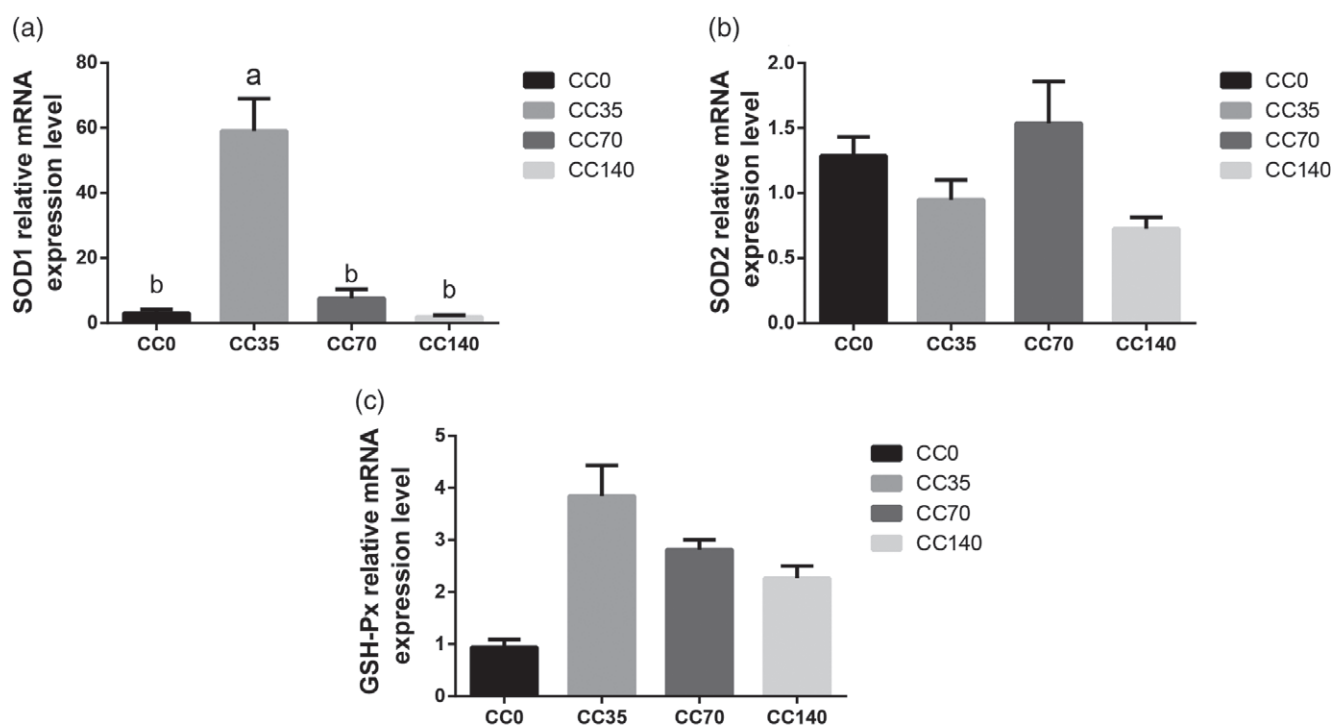 (a)
SOD1 relative mRNA
expression level
80
60
40
20
0
a
b
b
b
CC0
CC35
CC70
CC140
CC0
CC35
CC70
CC140
(b)
SOD2 relative mRNA
expression level
2.0
1.5
1.0
0.5
0.0
CC0
CC35
CC70
CC140
CC0
CC35
CC70
CC140
(c)
GSH-Px relative mRNA
expression level
5
4
3
2
1
0
CC0
CC35
CC70
CC140
CC0
CC35
CC70
CC140